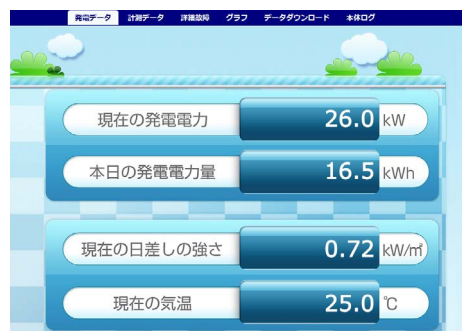 発電データ 計測データ 詳細故障 グラフ データダウンロード 本体ログ
現在の発電電力 26.0 kW
本日の発電電力量 16.5 kWh
現在の日差しの強さ 0.72 kW/㎡
現在の気温 25.0 ℃